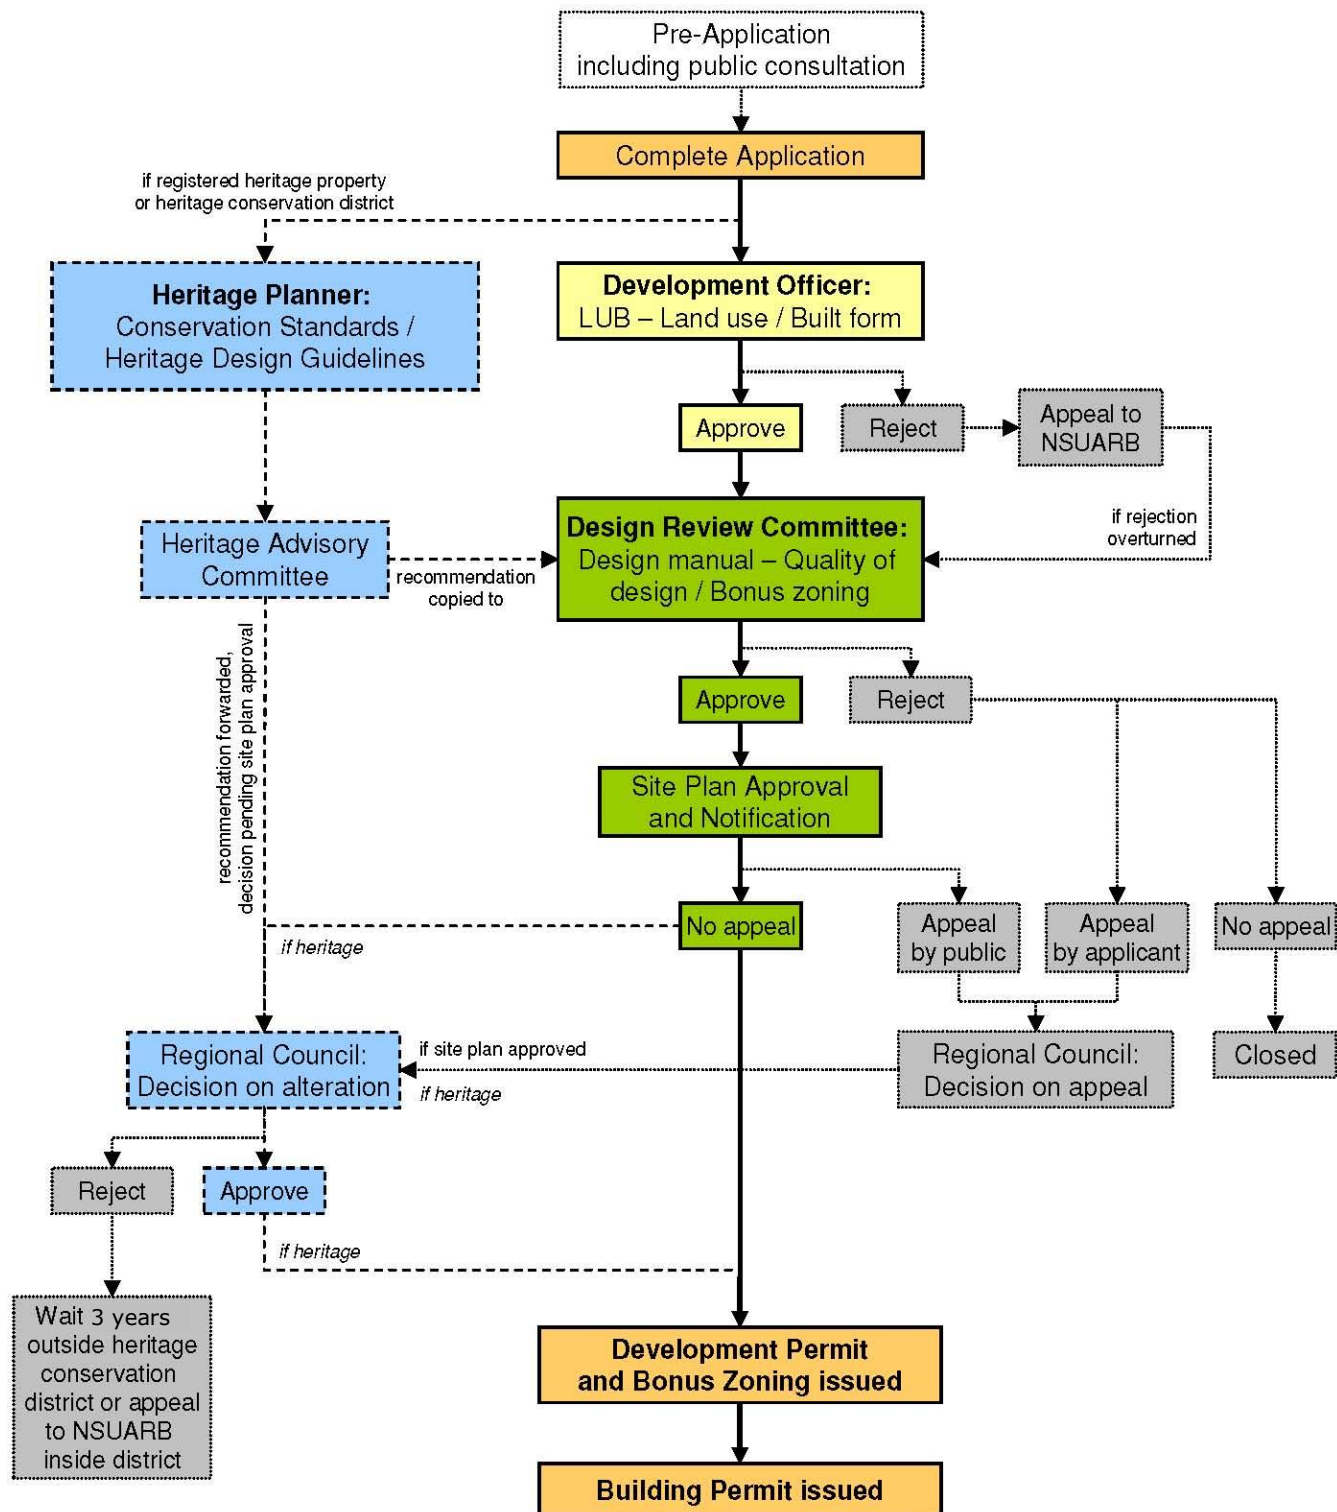 Pre-Application
including public consultation
Complete Application
if registered heritage property
or heritage conservation district
Heritage Planner:
Conservation Standards /
Heritage Design Guidelines
Development Officer:
LUB – Land use / Built form
Approve
Reject
Appeal to
NSUARB
if rejection
overturned
Heritage Advisory
Committee
recommendation
copied to
Design Review Committee:
Design manual – Quality of
design / Bonus zoning
recommendation forwarded,
decision pending site plan approval
Approve
Reject
Site Plan Approval
and Notification
No appeal
if heritage
Appeal
by public
Appeal
by applicant
No appeal
Regional Council:
Decision on alteration
if site plan approved
if heritage
Regional Council:
Decision on appeal
Closed
Reject
Approve
if heritage
Wait 3 years
outside heritage
conservation
district or appeal
to NSUARB
inside district
Development Permit
and Bonus Zoning issued
Building Permit issued